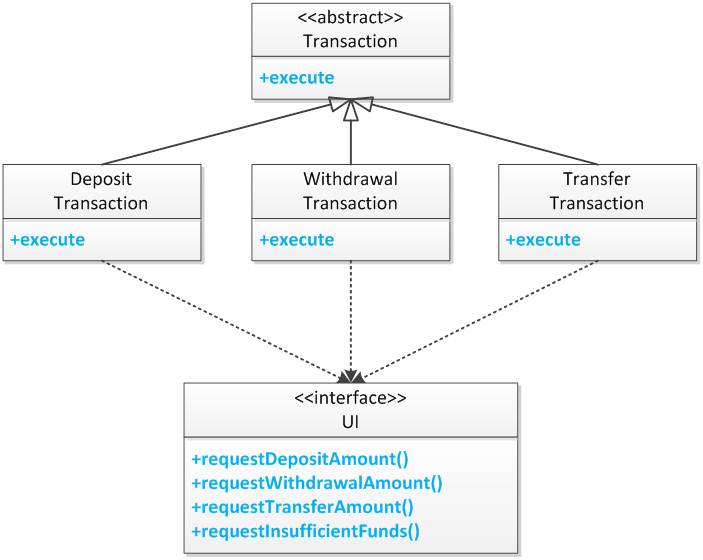 <<abstract>>
Transaction
+execute
Deposit
Transaction
+execute
Withdrawal
Transaction
+execute
Transfer
Transaction
+execute
<<interface>>
UI
+requestDepositAmount()
+requestWithdrawalAmount()
+requestTransferAmount()
+requestInsufficientFunds()